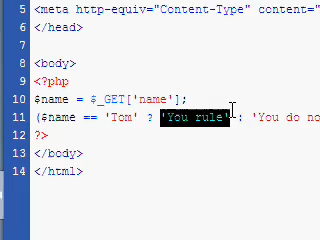 5 <meta http-equiv="Content-Type" content="
6 </head>
7
8 <body>
9 <?php
10 $name = $_GET['name'];
11 ($name == 'Tom' ? 'You rule' : 'You do no
12 ?>
13 </body>
14 </html>